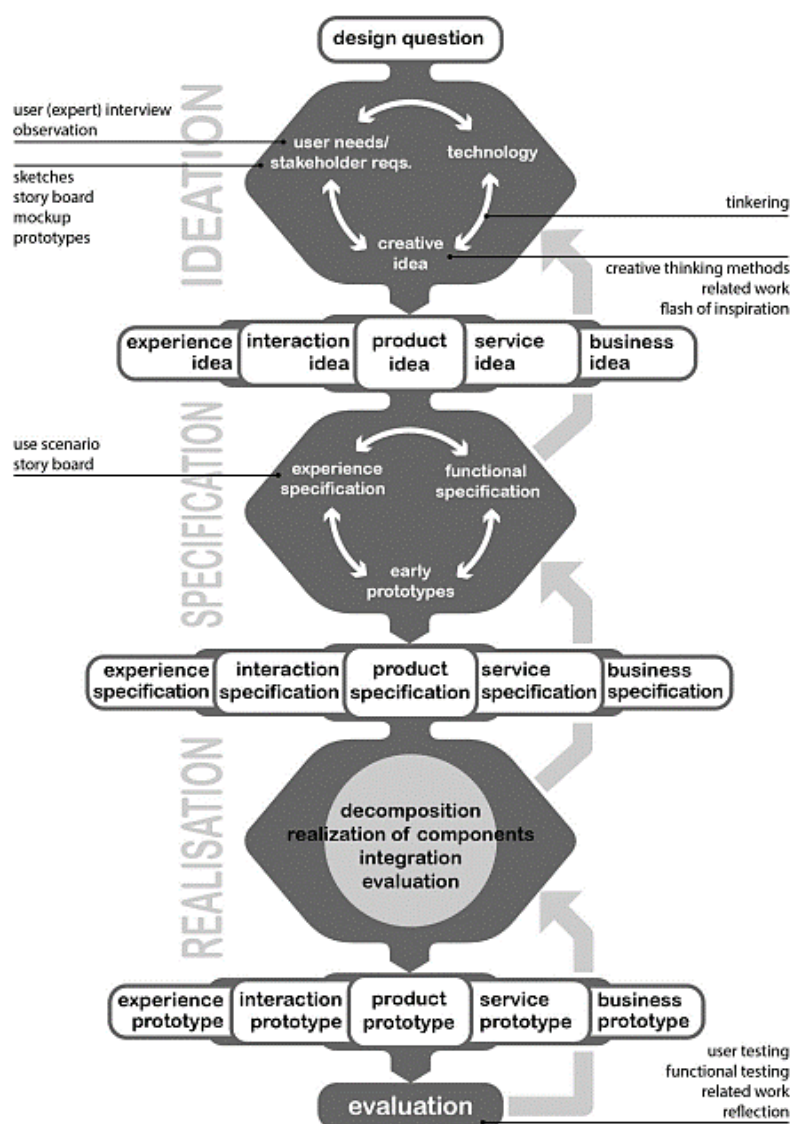 design question
IDEATION
user (expert) interview
observation
sketches
story board
mockup
prototypes
user needs/
stakeholder reqs.
technology
creative
idea
tinkering
creative thinking methods
related work
flash of inspiration
experience
idea
interaction
idea
product
idea
service
idea
business
idea
SPECIFICATION
use scenario
story board
experience
specification
functional
specification
early
prototypes
experience
specification
interaction
specification
product
specification
service
specification
business
specification
REALISATION
decomposition
realization of components
integration
evaluation
experience
prototype
interaction
prototype
product
prototype
service
prototype
business
prototype
evaluation
user testing
functional testing
related work
reflection